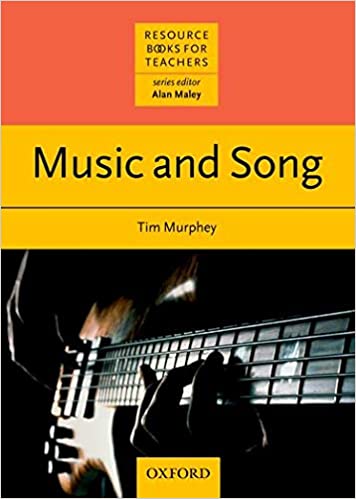 RESOURCE
BOOKS FOR
TEACHERS
series editor
Alan Maley
Music and Song
Tim Murphey
OXFORD